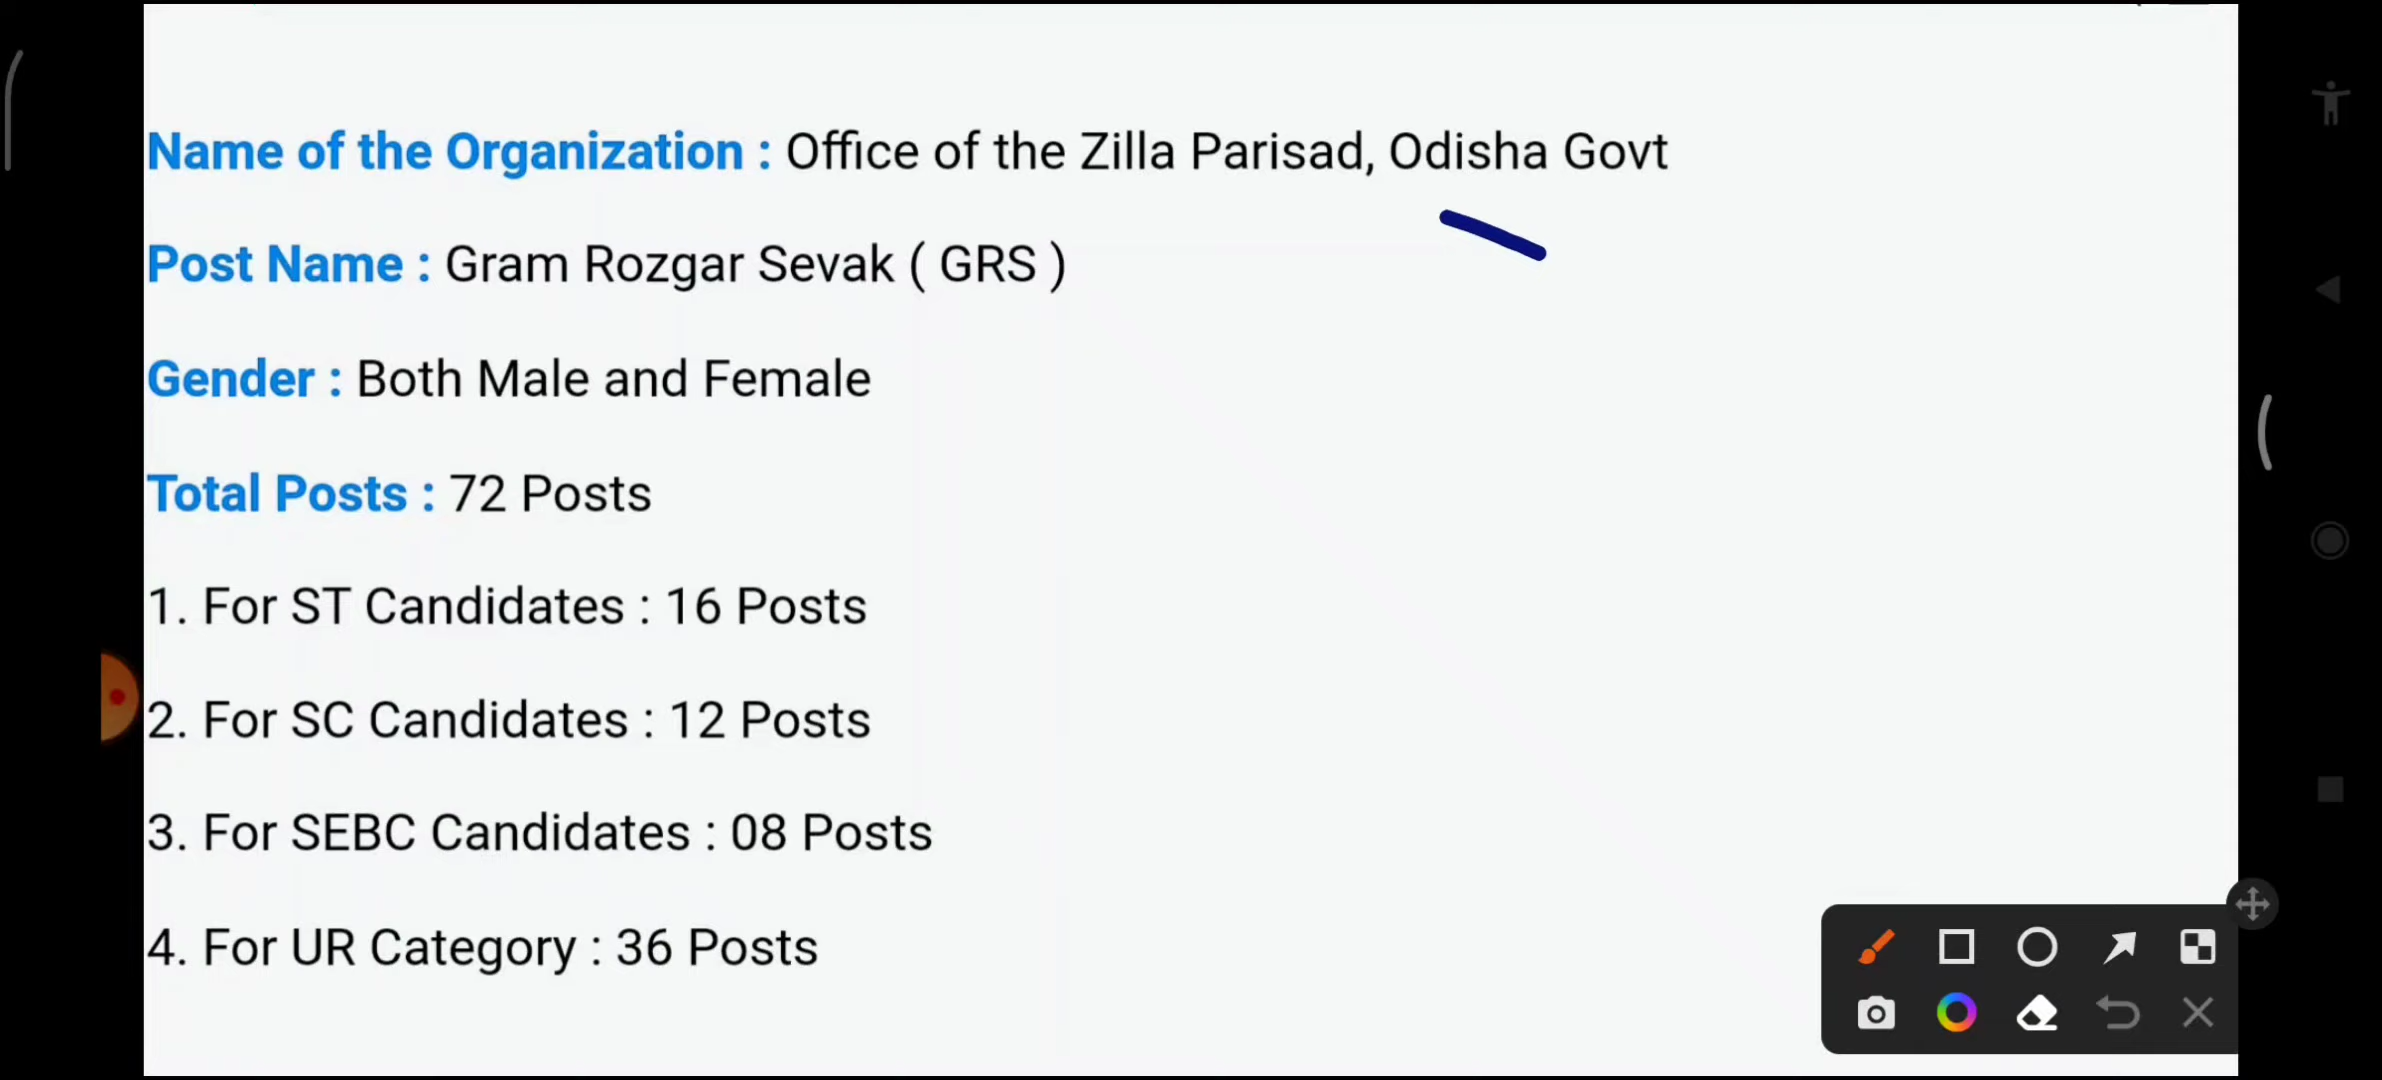 Name of the Organization : Office of the Zilla Parisad, Odisha Govt
Post Name : Gram Rozgar Sevak ( GRS )
Gender : Both Male and Female
Total Posts : 72 Posts
1. For ST Candidates : 16 Posts
2. For SC Candidates : 12 Posts
3. For SEBC Candidates : 08 Posts
4. For UR Category : 36 Posts